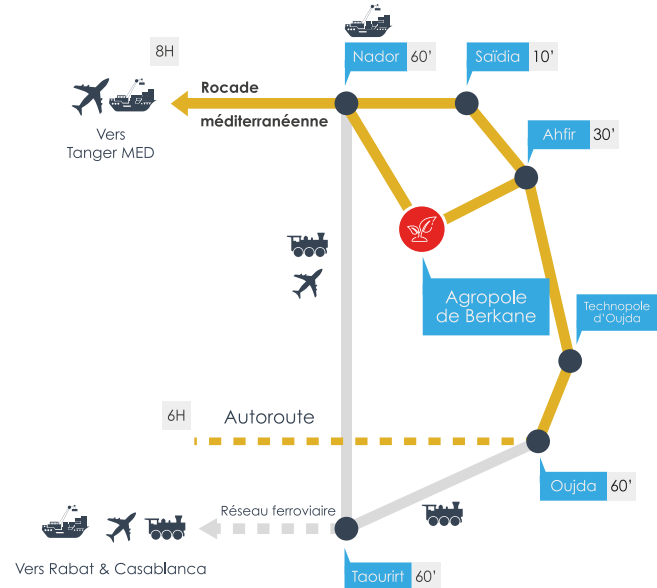 8H
Nador 60’
Saïdia 10’
Rocade
méditerranéenne
Vers
Tanger MED
Ahfir 30’
Agropole
de Berkane
Technopole
d’Oujda
6H
Autoroute
Oujda 60’
Réseau ferroviaire
Vers Rabat & Casablanca
Taourirt 60’